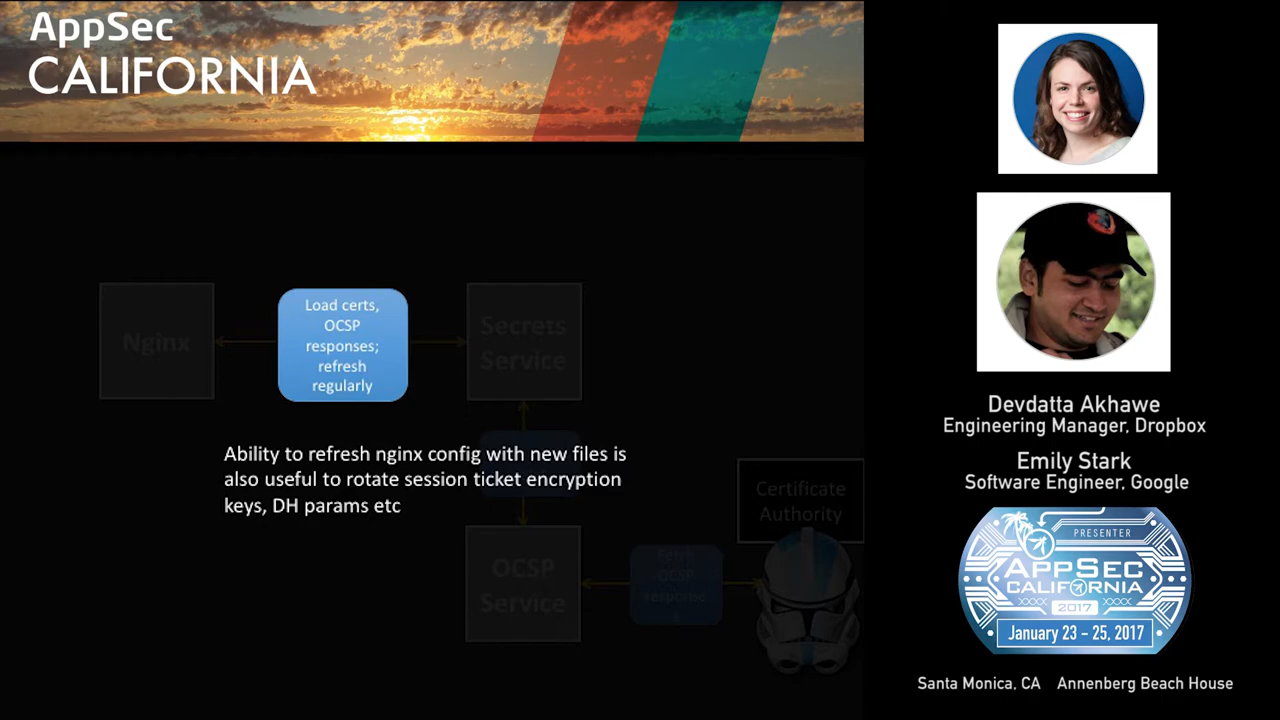 AppSec
CALIFORNIA
Nginx
Load certs,
OCSP
responses;
refresh
regularly
Secrets
Service
Ability to refresh nginx config with new files is
also useful to rotate session ticket encryption
keys, DH params etc
Certificate
Authority
OCSP
Service
Fetch
OCSP
response
Devdatta Akhawe
Engineering Manager, Dropbox
Emily Stark
Software Engineer, Google
PRESENTER
APPSEC
CALIFORNIA
2017
January 23 - 25, 2017
Santa Monica, CA Annenberg Beach House